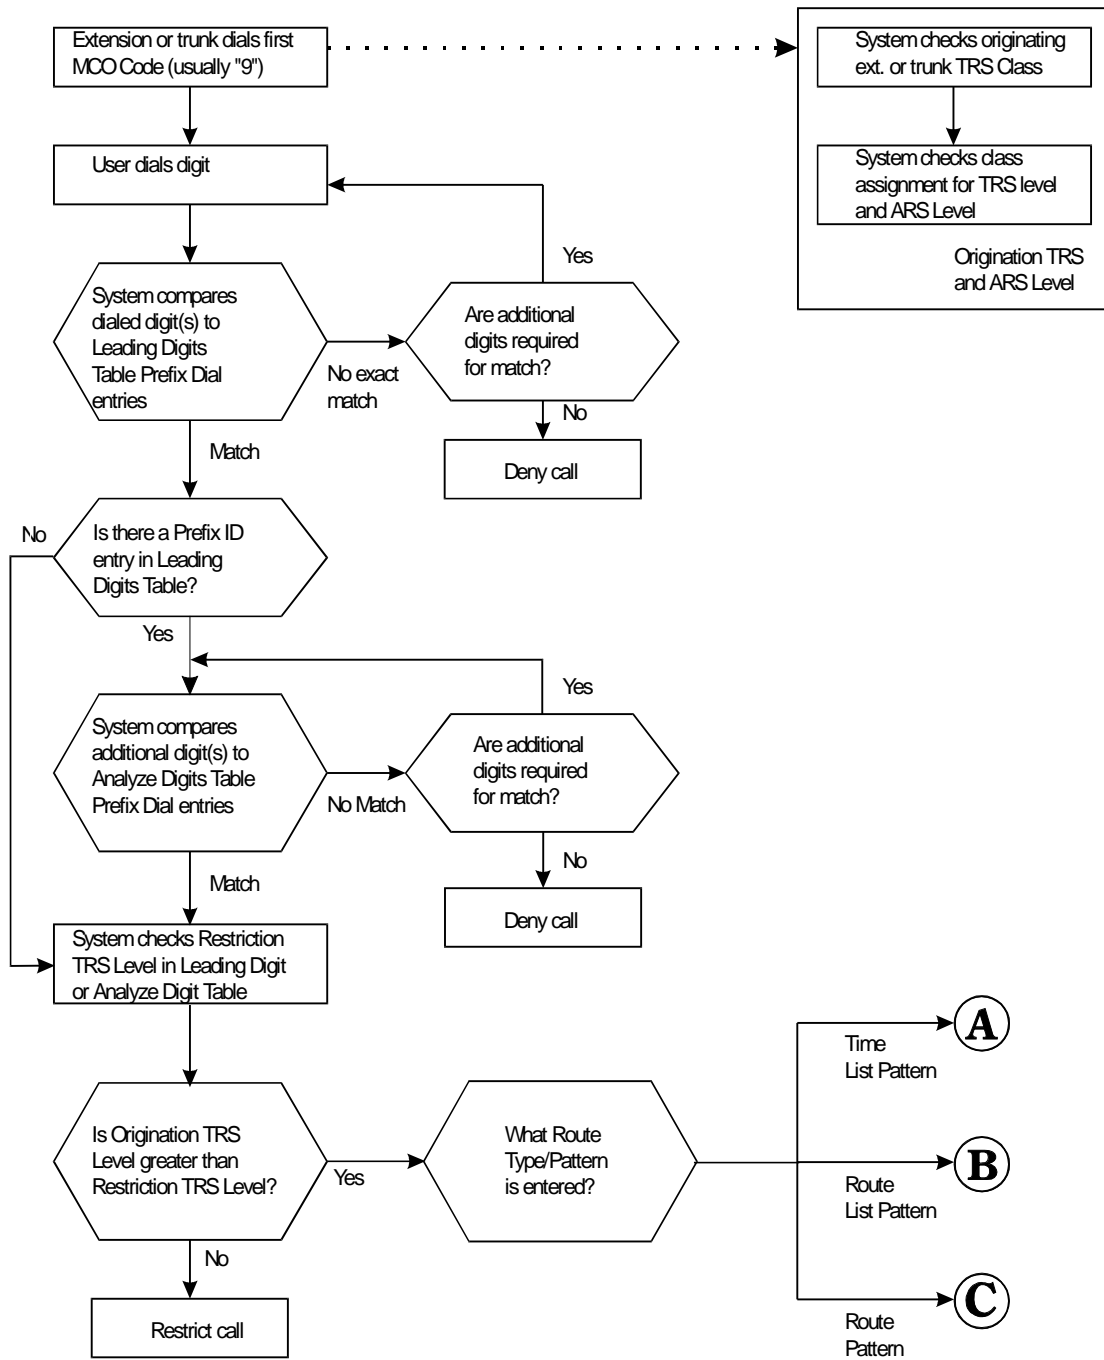 Extension or trunk dials first
MCO Code (usually "9")
System checks originating
ext. or trunk TRS Class
User dials digit
System checks class
assignment for TRS level
and ARS Level
Origination TRS
and ARS Level
Yes
System compares
dialed digit(s) to
Leading Digits
Table Prefix Dial
entries
Are additional
digits required
for match?
No exact
match
No
Match
Deny call
No
Is there a Prefix ID
entry in Leading
Digits Table?
Yes
Yes
System compares
additional digit(s) to
Analyze Digits Table
Prefix Dial entries
Are additional
digits required
for match?
No Match
No
Match
Deny call
System checks Restriction
TRS Level in Leading Digit
or Analyze Digit Table
A
Time
List Pattern
Is Origination TRS
Level greater than
Restriction TRS Level?
Yes
What Route
Type/Pattern
is entered?
B
Route
List Pattern
No
C
Restrict call
Route
Pattern